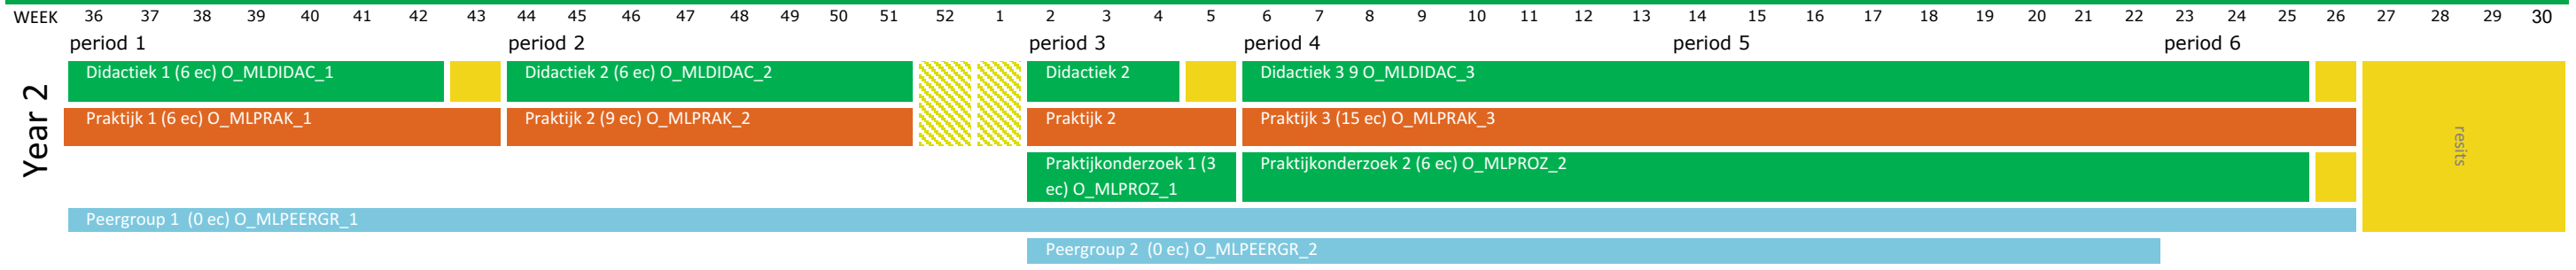 WEEK 36 37 38 39 40 41 42 43 44 45 46 47 48 49 50 51 52 1 2 3 4 5 6 7 8 9 10 11 12 13 14 15 16 17 18 19 20 21 22 23 24 25 26 27 28 29 30
period 1 period 2 period 3 period 4 period 5 period 6
Year 2
Didactiek 1 (6 ec) O_MLDIDAC_1 Didactiek 2 (6 ec) O_MLDIDAC_2 Didactiek 2 Didactiek 3 9 O_MLDIDAC_3
Praktijk 1 (6 ec) O_MLPRAK_1 Praktijk 2 (9 ec) O_MLPRAK_2 Praktijk 2 Praktijk 3 (15 ec) O_MLPRAK_3
resits
Praktijkonderzoek 1 (3
ec) O_MLPROZ_1
Praktijkonderzoek 2 (6 ec) O_MLPROZ_2
Peergroup 1 (0 ec) O_MLPEERGR_1
Peergroup 2 (0 ec) O_MLPEERGR_2